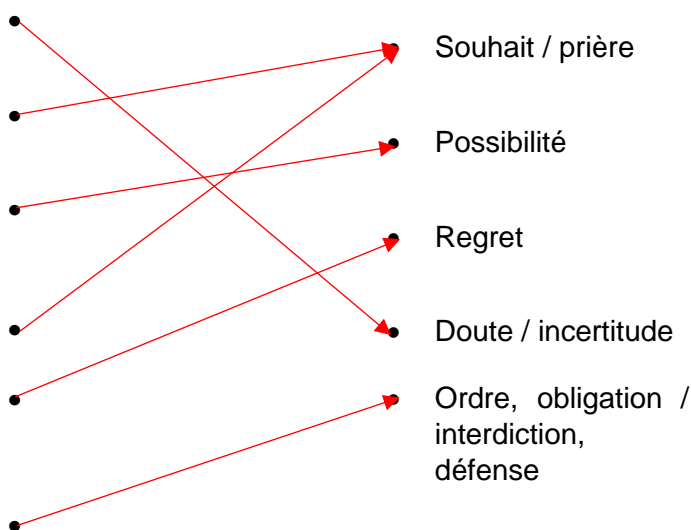 Souhait / prière
Possibilité
Regret
Doute / incertitude
Ordre, obligation /
interdiction,
défense